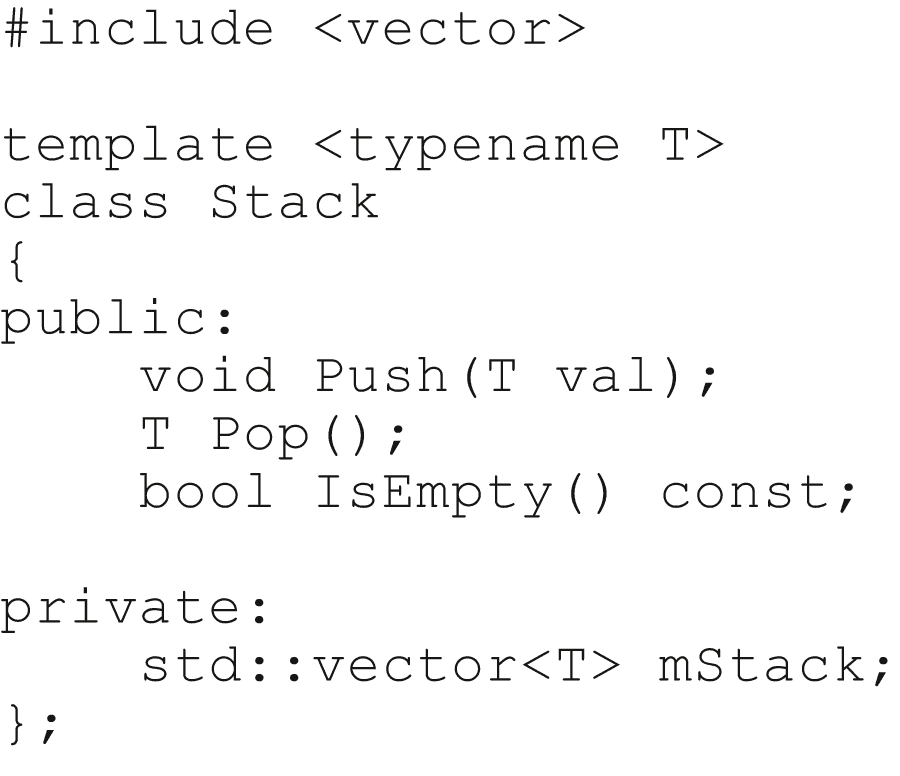 #include <vector>

template <typename T>
class Stack
{
public:
    void Push(T val);
    T Pop();
    bool IsEmpty() const;

private:
    std::vector<T> mStack;
};